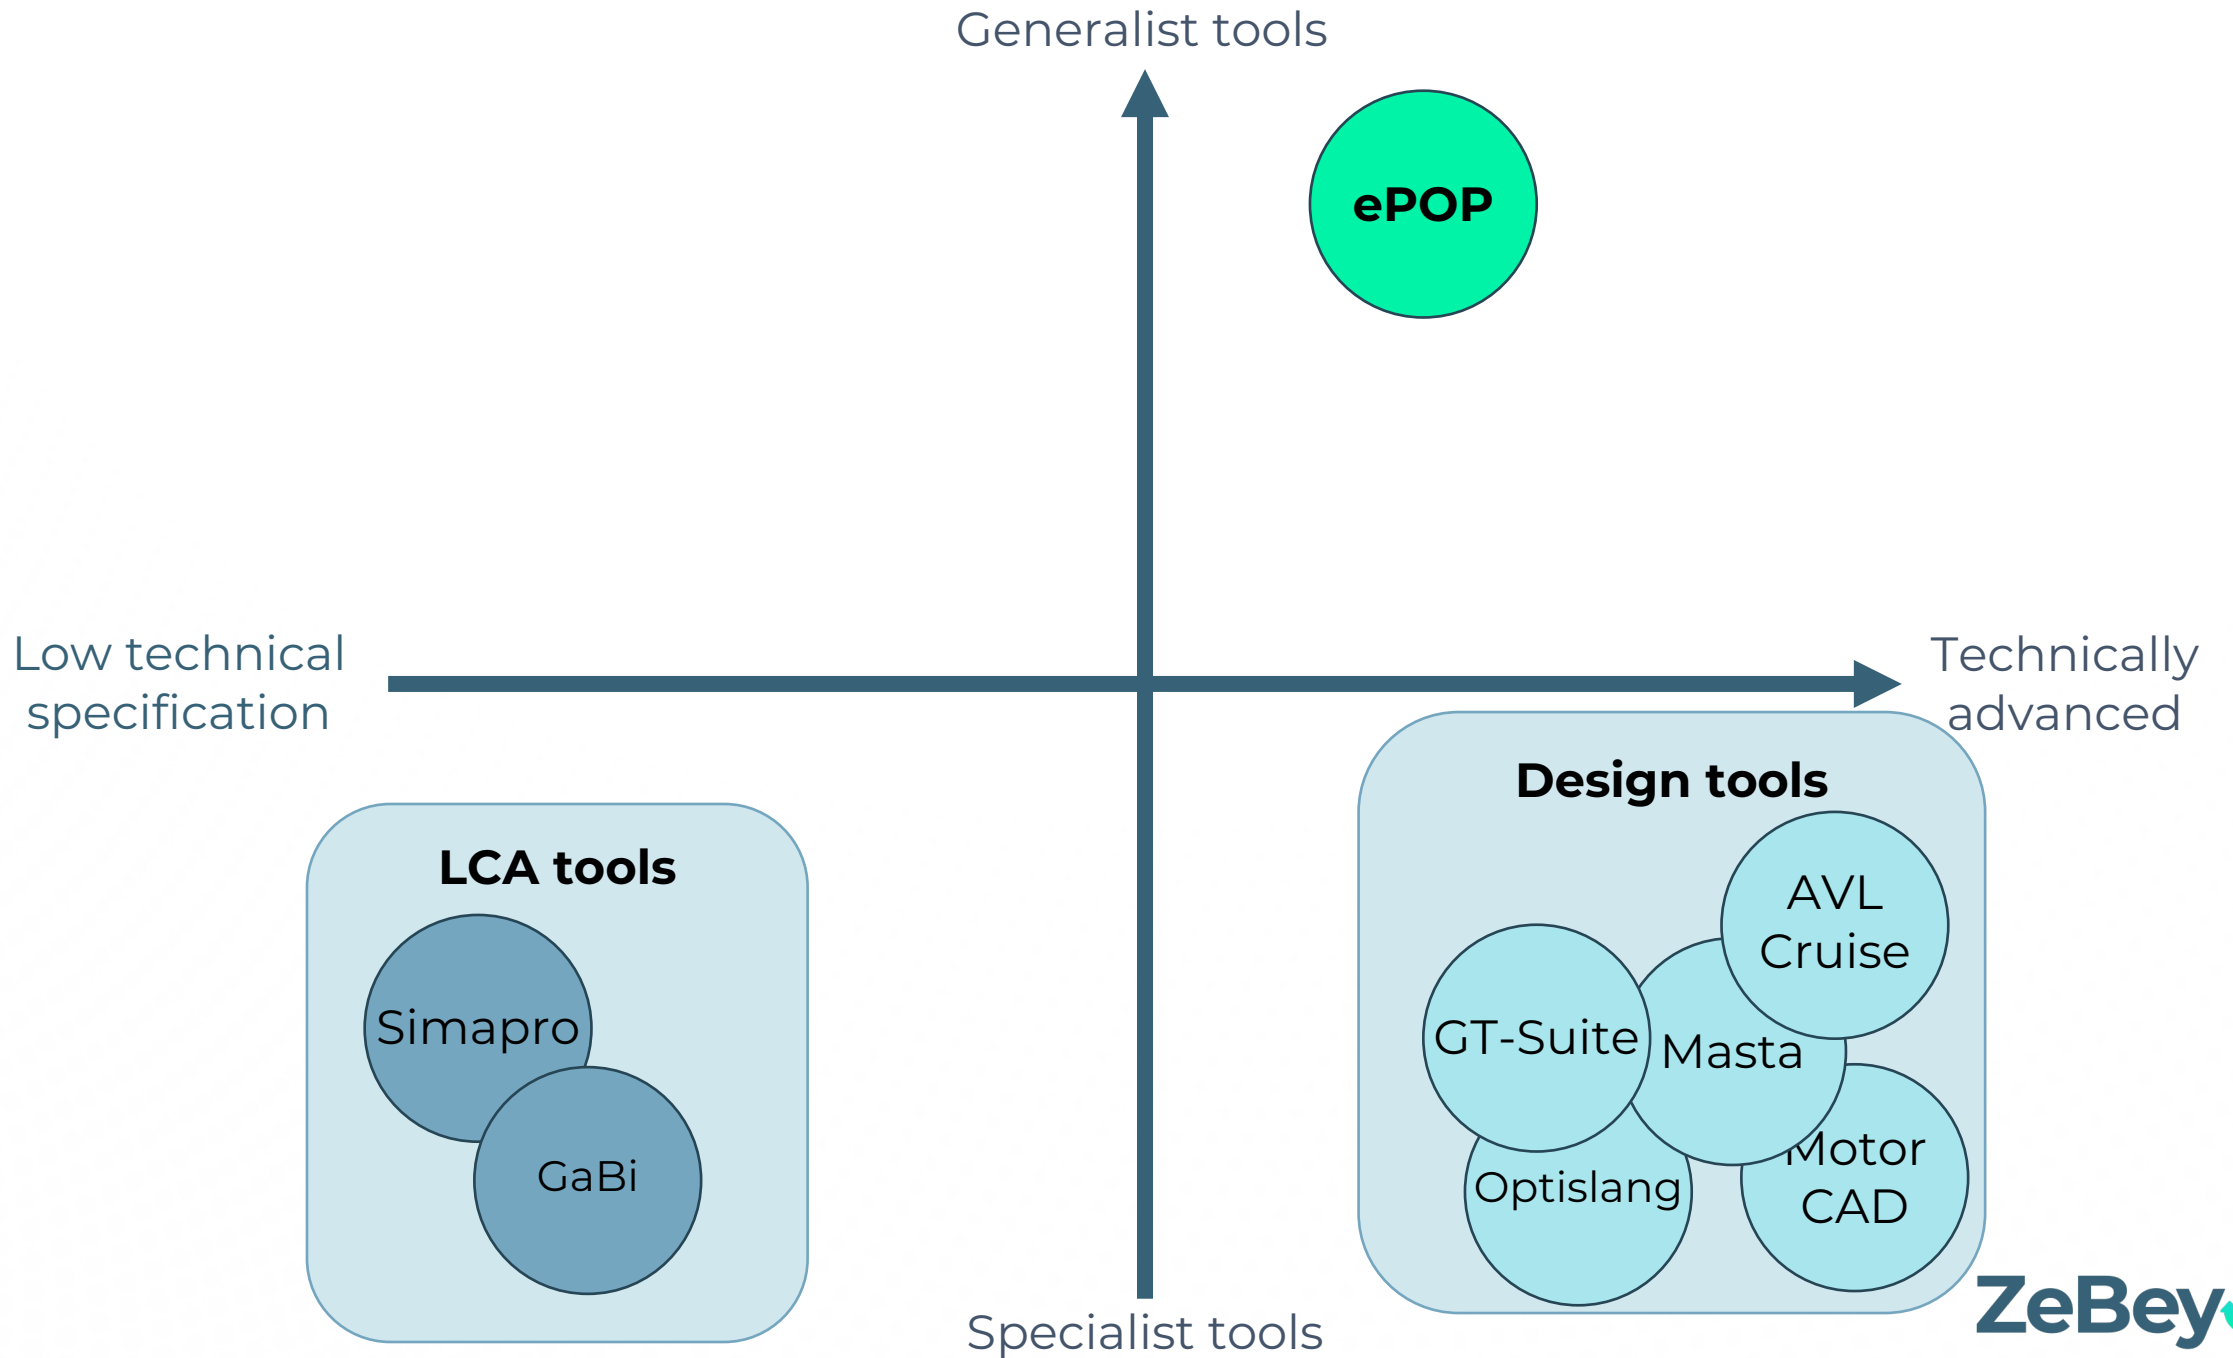 Generalist tools
ePOP
Low technical
specification
Technically
advanced
Design tools
LCA tools
AVL
Cruise
Simapro
GT-Suite
Masta
Motor
CAD
GaBi
Optislang
Specialist tools